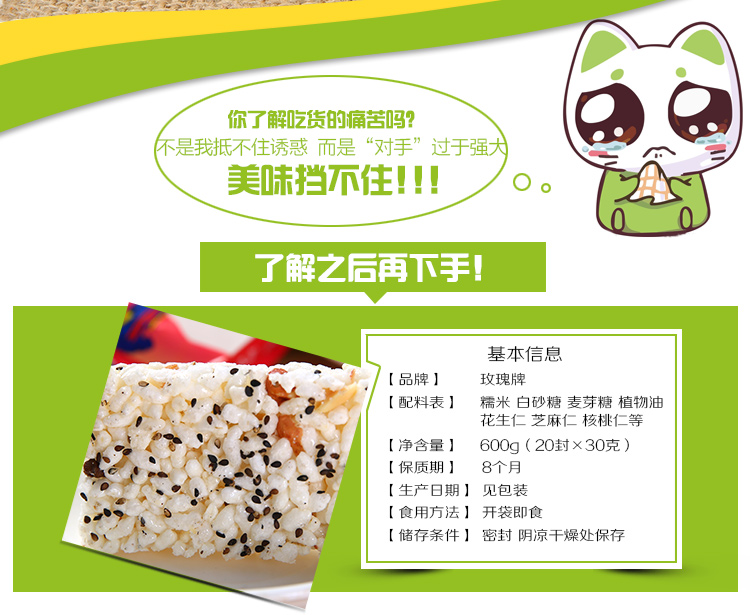 你了解吃货的痛苦吗?
不是我抵不住诱惑 而是“对手”过于强大
美味挡不住!!!
了解之后再下手!
基本信息
【 品牌 】 玫瑰牌
【 配料表 】 糯米 白砂糖 麦芽糖 植物油
花生仁 芝麻仁 核桃仁等
【 净含量 】 600g（20封×30克）
【 保质期 】 8个月
【 生产日期 】 见包装
【 食用方法 】 开袋即食
【 储存条件 】 密封 阴凉干燥处保存